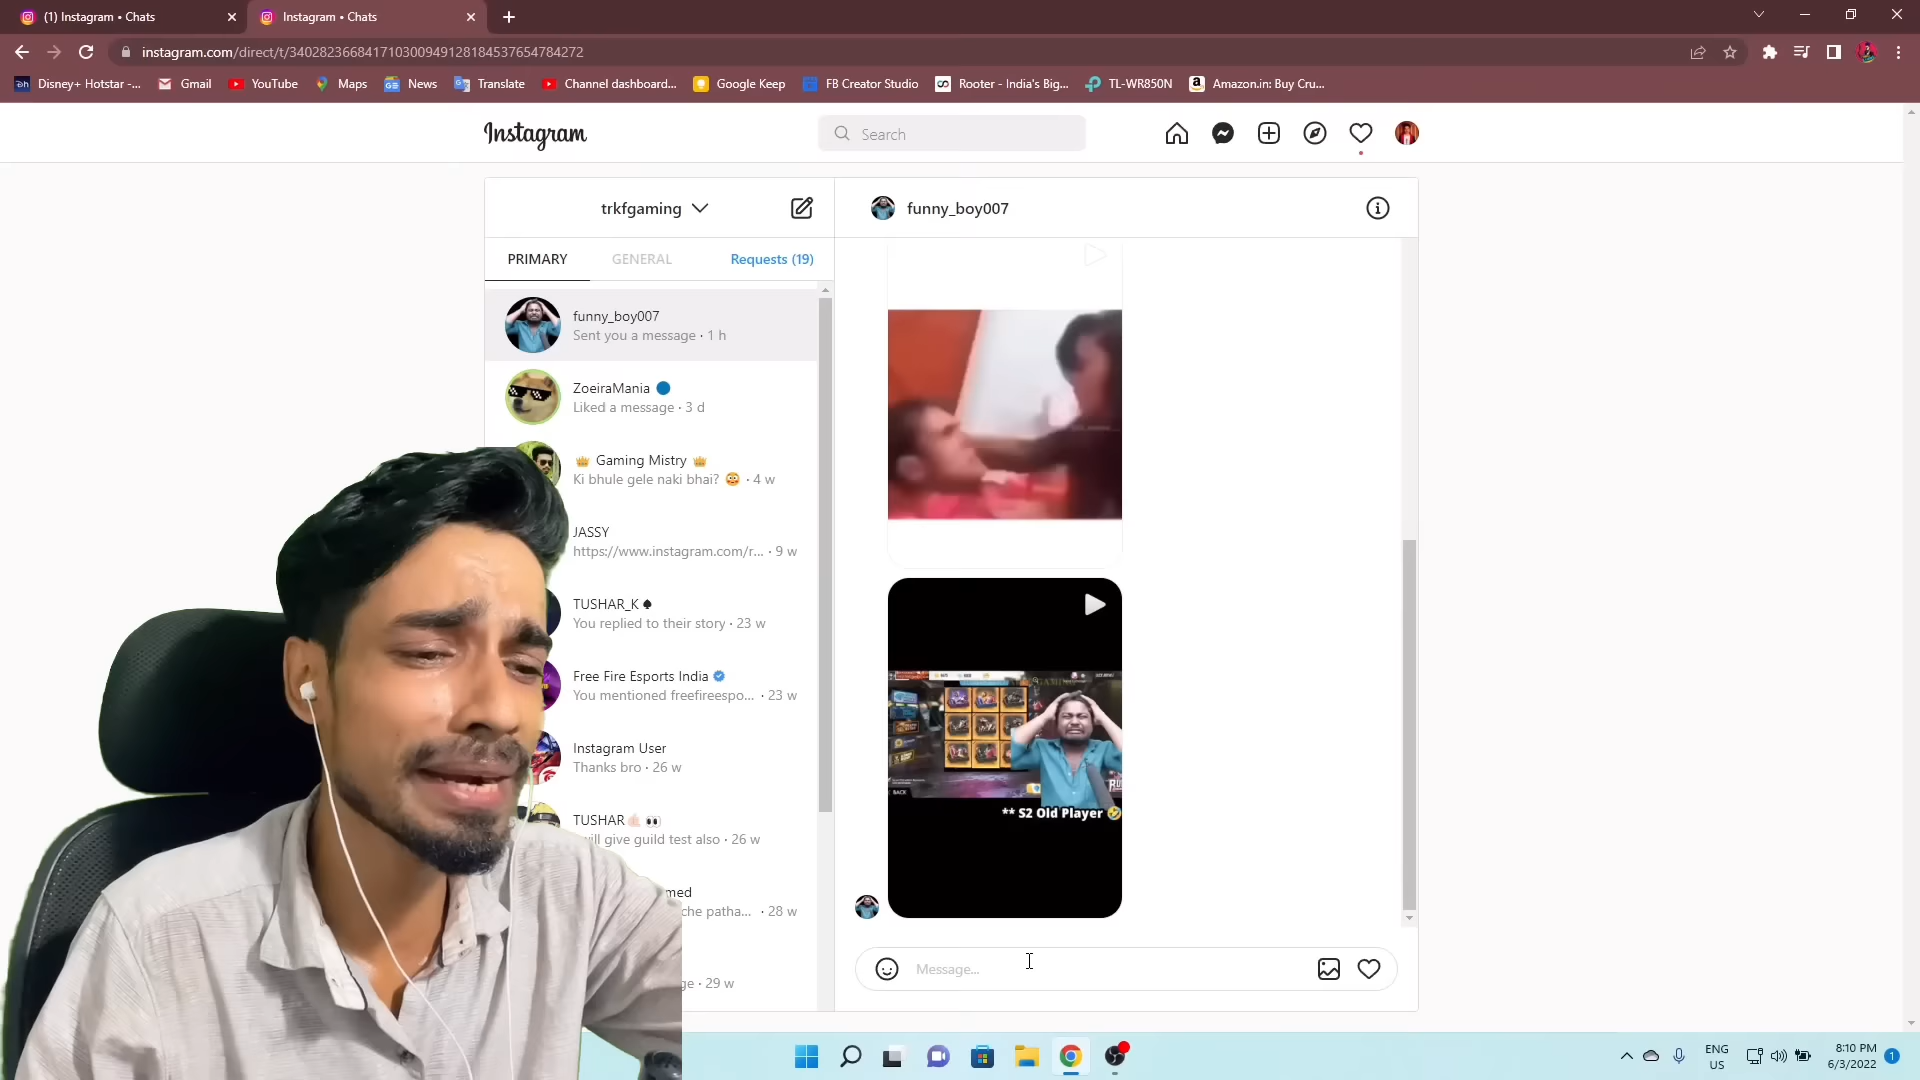 (1) Instagram • Chats
Instagram • Chats
instagram.com/direct/t/340282366841710300949128184537654784272
Disney+ Hotstar -...
Gmail
YouTube
Maps
News
Translate
Channel dashboard...
Google Keep
FB Creator Studio
Rooter - India's Big...
TL-WR850N
Amazon.in: Buy Cru...
Instagram
Search
trkfgaming
funny_boy007
PRIMARY
GENERAL
Requests (19)
funny_boy007
Sent you a message · 1 h
ZoeiraMania
Liked a message · 3 d
Gaming Mistry
Ki bhule gele naki bhai? 😳 · 4 w
JASSY
https://www.instagram.com/r... · 9 w
TUSHAR_K ♠
You replied to their story · 23 w
Free Fire Esports India
You mentioned freefireespo... · 23 w
Instagram User
Thanks bro · 26 w
TUSHAR
will give guild test also · 26 w
med
che patha... · 28 w
ge · 29 w
BACK
** S2 Old Player 🤣
Message...
ENG
US
8:10 PM
6/3/2022
1